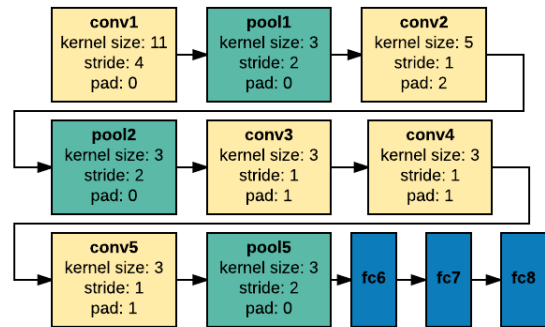 conv1
kernel size: 11
stride: 4
pad: 0
pool1
kernel size: 3
stride: 2
pad: 0
conv2
kernel size: 5
stride: 1
pad: 2
pool2
kernel size: 3
stride: 2
pad: 0
conv3
kernel size: 3
stride: 1
pad: 1
conv4
kernel size: 3
stride: 1
pad: 1
conv5
kernel size: 3
stride: 1
pad: 1
pool5
kernel size: 3
stride: 2
pad: 0
fc6
fc7
fc8